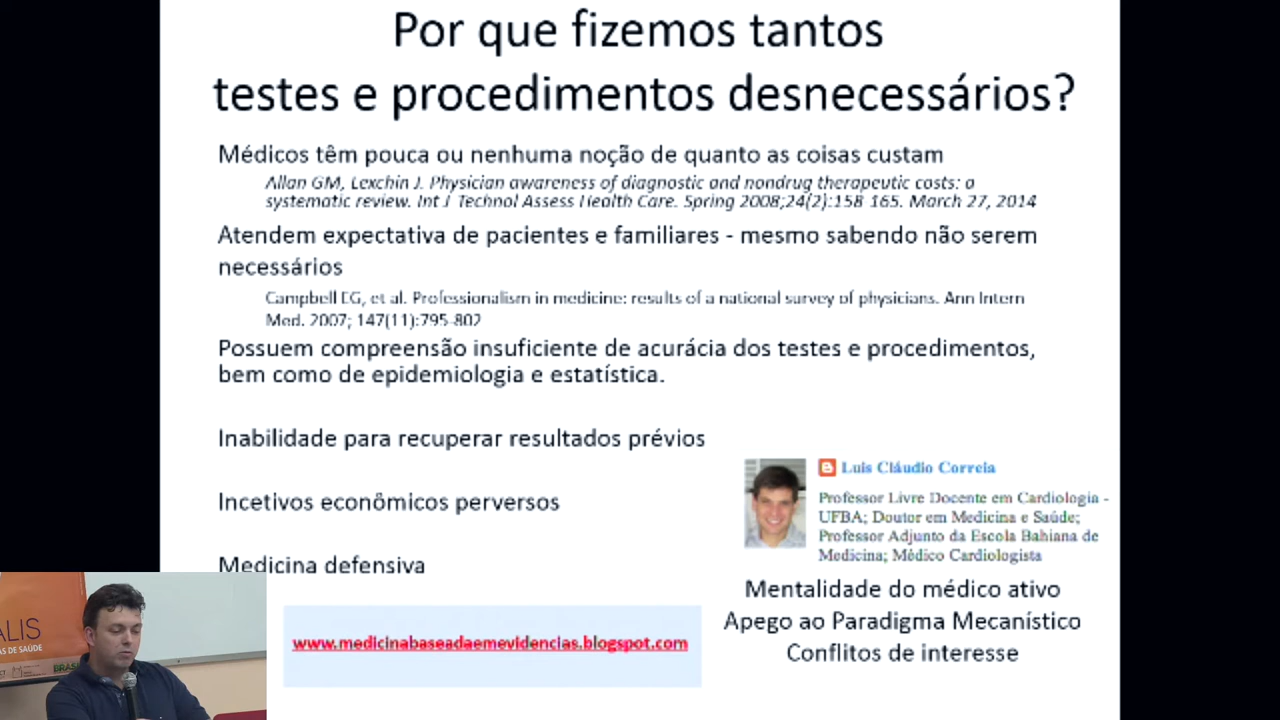 Por que fizemos tantos
testes e procedimentos desnecessários?
Médicos têm pouca ou nenhuma noção de quanto as coisas custam
Allan GM, Lexchin J. Physician awareness of diagnostic and nondrug therapeutic costs: a
systematic review. Int J Technol Assess Health Care. Spring 2008;24(2):158 165. March 27, 2014
Atendem expectativa de pacientes e familiares - mesmo sabendo não serem
necessários
Campbell EG, et al. Professionalism in medicine: results of a national survey of physicians. Ann Intern
Med. 2007; 147(11):795-802
Possuem compreensão insuficiente de acurácia dos testes e procedimentos,
bem como de epidemiologia e estatística.
Inabilidade para recuperar resultados prévios
Incetivos econômicos perversos
Medicina defensiva
www.medicinabaseadaemevidencias.blogspot.com
Luis Cláudio Correia
Professor Livre Docente em Cardiologia -
UFBA; Doutor em Medicina e Saúde;
Professor Adjunto da Escola Bahiana de
Medicina; Médico Cardiologista
Mentalidade do médico ativo
Apego ao Paradigma Mecanístico
Conflitos de interesse
ALIS
AS DE SAÚDE
BRASI